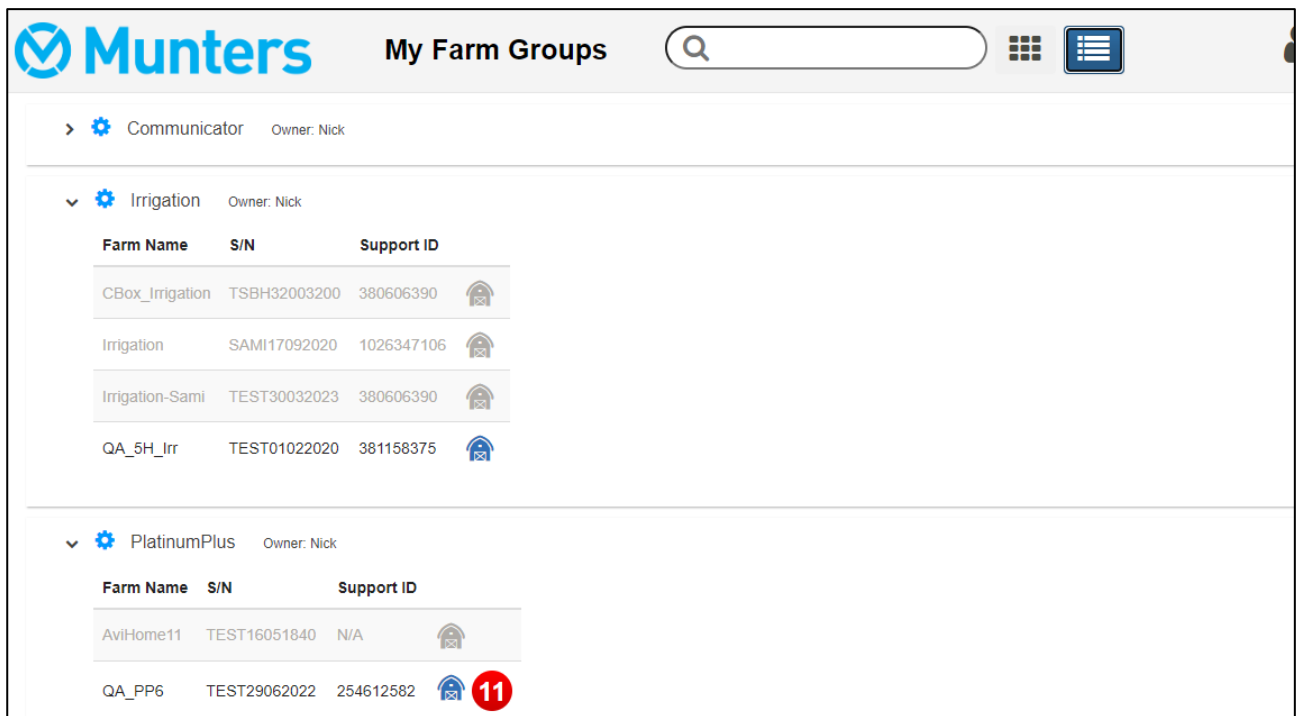 Munters My Farm Groups
Communicator Owner: Nick
Irrigation Owner: Nick
Farm Name S/N Support ID
CBox_Irrigation TSBH32003200 380606390
Irrigation SAMI17092020 1026347106
Irrigation-Sami TEST30032023 380606390
QA_5H_Irr TEST01022020 381158375
PlatinumPlus Owner: Nick
Farm Name S/N Support ID
AviHome11 TEST16051840 N/A
QA_PP6 TEST29062022 254612582 11